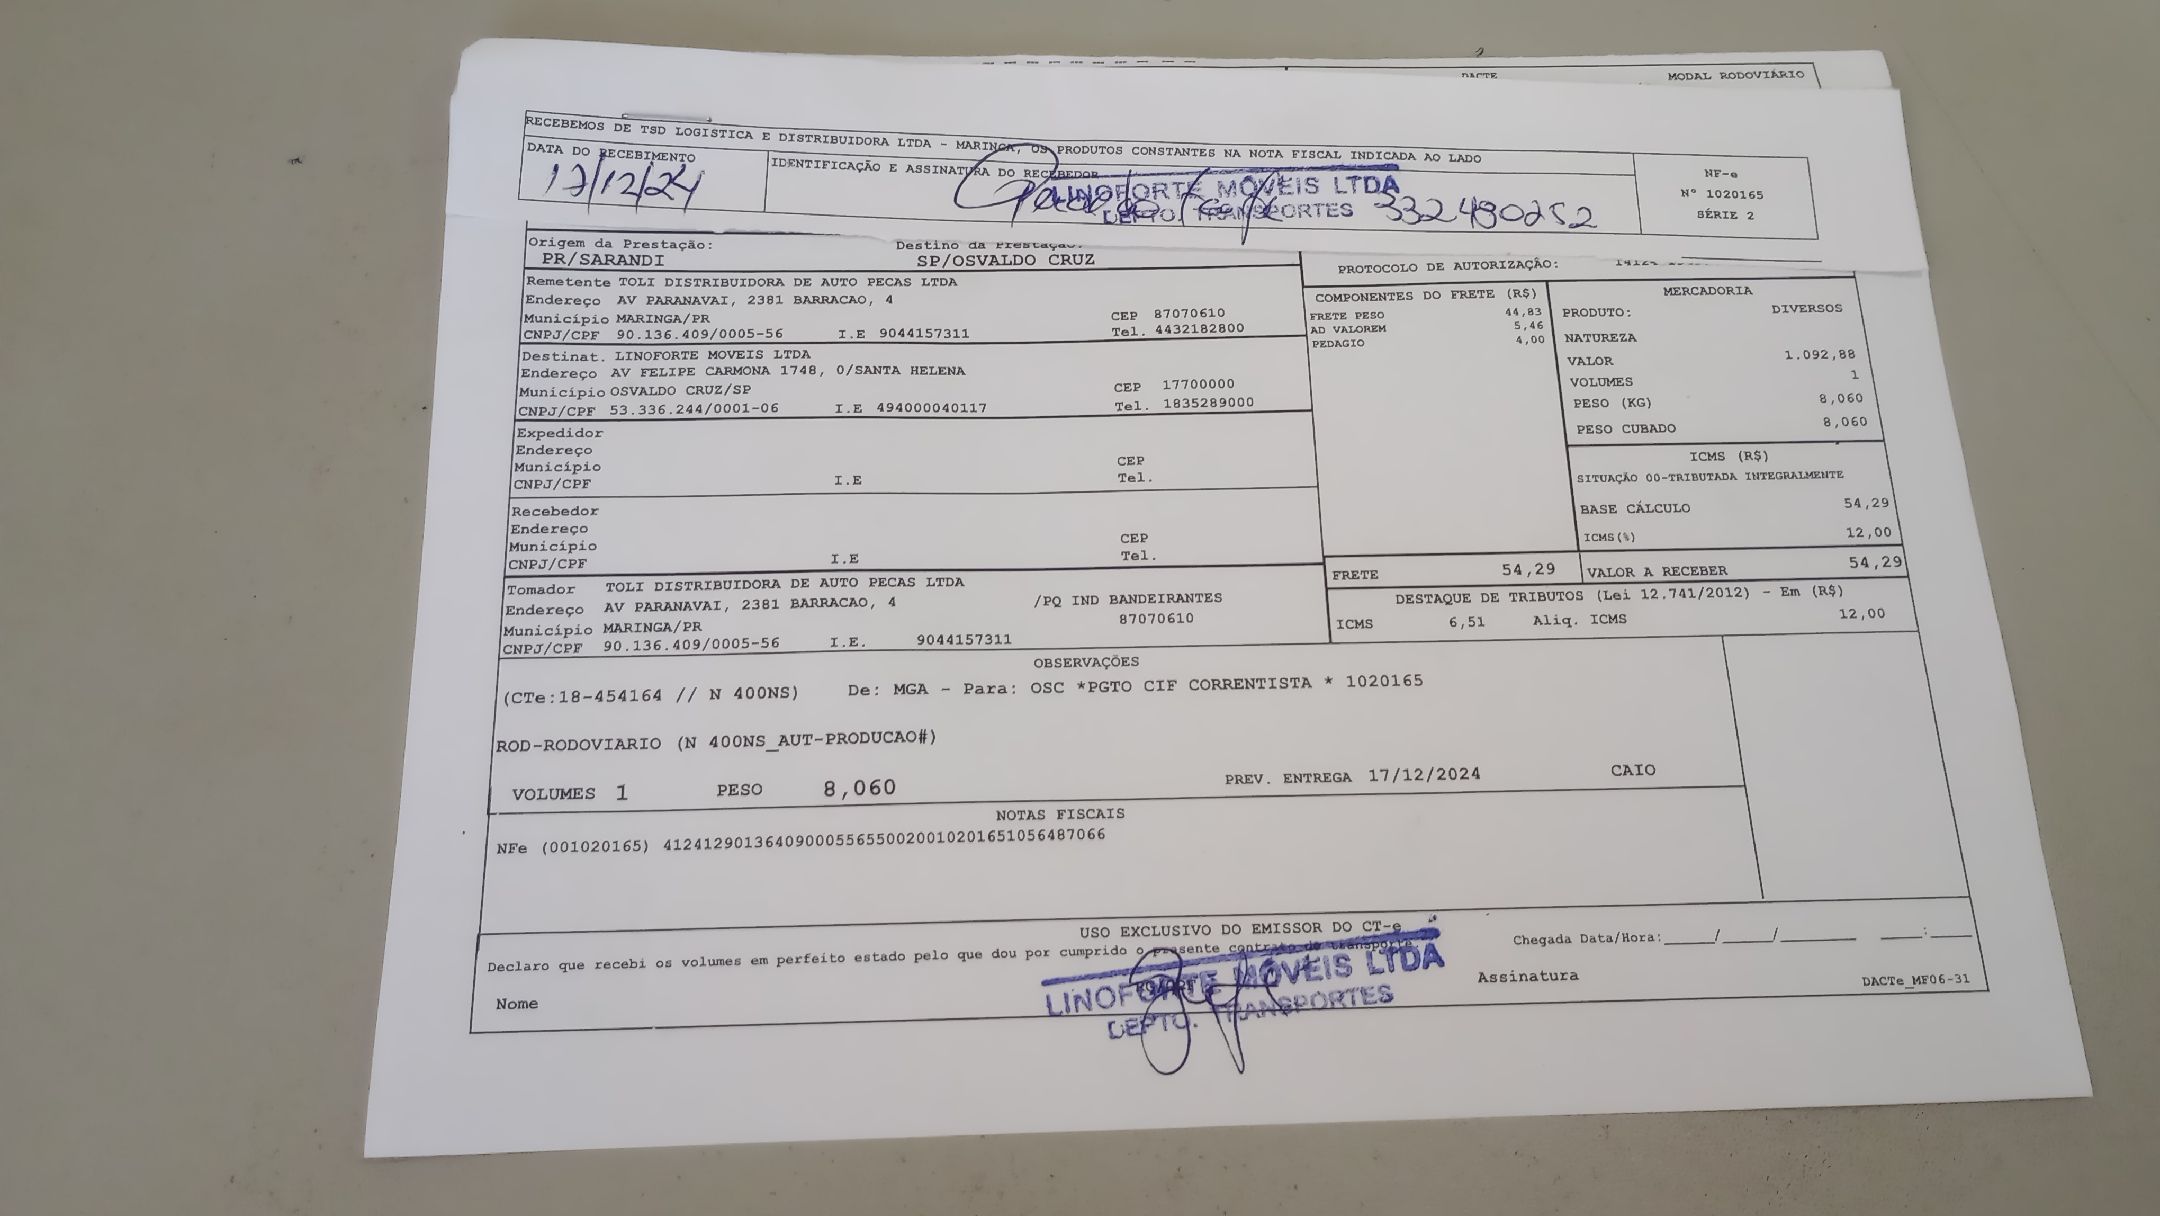 DACTE MODAL RODOVIÁRIO
RECEBEMOS DE TSD LOGISTICA E DISTRIBUIDORA LTDA - MARINGA, OS PRODUTOS CONSTANTES NA NOTA FISCAL INDICADA AO LADO
DATA DO RECEBIMENTO
17/12/24
IDENTIFICAÇÃO E ASSINATURA DO RECEBEDOR
LINOFORTE MÓVEIS LTDA
DEPTO. TRANSPORTES 332480252
NF-e
Nº 1020165
SÉRIE 2
Origem da Prestação: Destino da Prestação:
PR/SARANDI SP/OSVALDO CRUZ
PROTOCOLO DE AUTORIZAÇÃO:
Remetente TOLI DISTRIBUIDORA DE AUTO PECAS LTDA
Endereço AV PARANAVAI, 2381 BARRACAO, 4
Município MARINGA/PR CEP 87070610
CNPJ/CPF 90.136.409/0005-56 I.E 9044157311 Tel. 4432182800
Destinat. LINOFORTE MOVEIS LTDA
Endereço AV FELIPE CARMONA 1748, 0/SANTA HELENA
Município OSVALDO CRUZ/SP CEP 17700000
CNPJ/CPF 53.336.244/0001-06 I.E 494000040117 Tel. 1835289000
Expedidor
Endereço
Município CEP
CNPJ/CPF I.E Tel.
Recebedor
Endereço
Município CEP
CNPJ/CPF I.E Tel.
Tomador TOLI DISTRIBUIDORA DE AUTO PECAS LTDA
Endereço AV PARANAVAI, 2381 BARRACAO, 4 /PQ IND BANDEIRANTES
Município MARINGA/PR 87070610
CNPJ/CPF 90.136.409/0005-56 I.E. 9044157311
COMPONENTES DO FRETE (R$)
FRETE PESO 44,83
AD VALOREM 5,46
PEDAGIO 4,00
MERCADORIA
PRODUTO: DIVERSOS
NATUREZA
VALOR 1.092,88
VOLUMES 1
PESO (KG) 8,060
PESO CUBADO 8,060
ICMS (R$)
SITUAÇÃO 00-TRIBUTADA INTEGRALMENTE
BASE CÁLCULO 54,29
ICMS(%) 12,00
FRETE 54,29 VALOR A RECEBER 54,29
DESTAQUE DE TRIBUTOS (Lei 12.741/2012) - Em (R$)
ICMS 6,51 Aliq. ICMS 12,00
OBSERVAÇÕES
(CTe:18-454164 // N 400NS) De: MGA - Para: OSC *PGTO CIF CORRENTISTA * 1020165
ROD-RODOVIARIO (N 400NS_AUT-PRODUCAO#)
VOLUMES 1 PESO 8,060 PREV. ENTREGA 17/12/2024 CAIO
NOTAS FISCAIS
NFe (001020165) 41241290136409000556550020010201651056487066
USO EXCLUSIVO DO EMISSOR DO CT-e
Declaro que recebi os volumes em perfeito estado pelo que dou por cumprido o presente contrato de transporte. Chegada Data/Hora:_____/_____/________ ____:____
LINOFORTE MÓVEIS LTDA
DEPTO. TRANSPORTES
Nome Assinatura DACTe_MF06-31